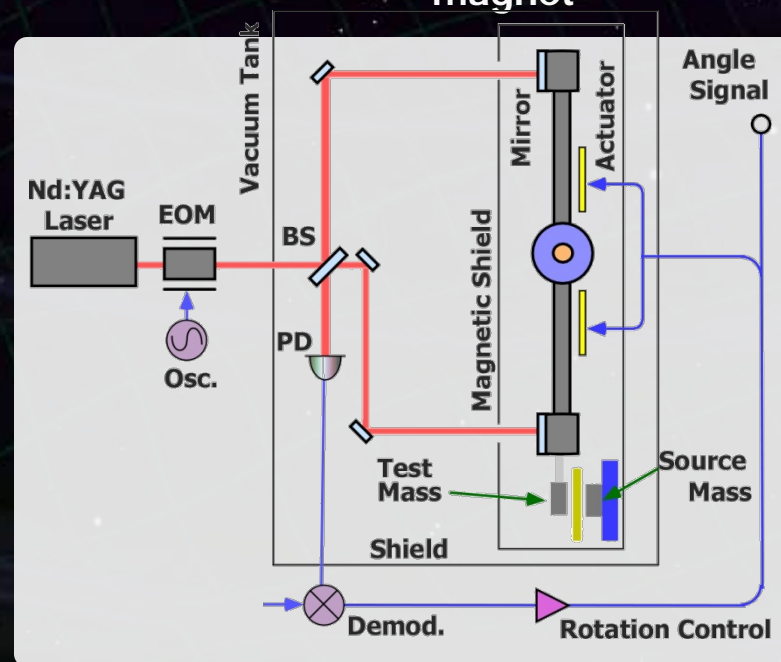 magnet
Vacuum Tank
Mirror
Actuator
Angle
Signal
Nd:YAG
Laser
EOM
BS
Magnetic Shield
PD
Osc.
Test
Mass
Source
Mass
Shield
Demod.
Rotation Control